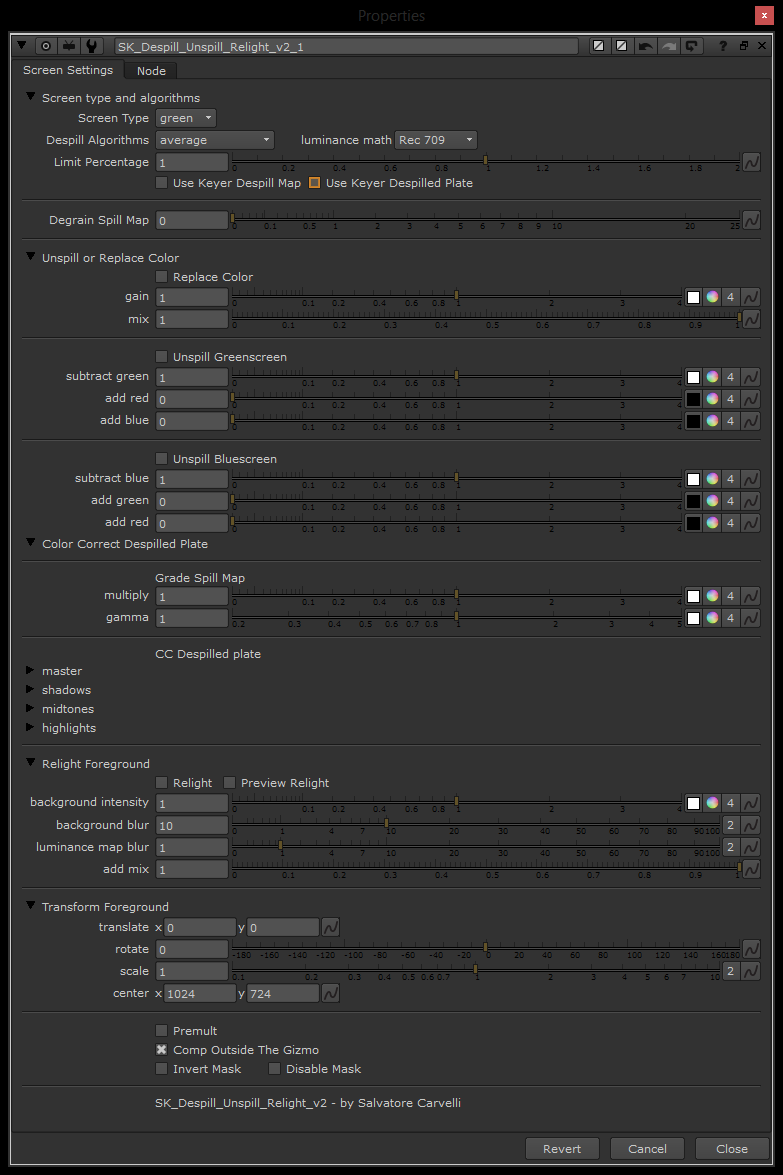 Properties
x
SK_Despill_Unspill_Relight_v2_1 ?
Screen Settings Node
Screen type and algorithms
Screen Type green
Despill Algorithms average luminance math Rec 709
Limit Percentage 1
0 0.2 0.4 0.6 0.8 1 1.2 1.4 1.6 1.8 2
Use Keyer Despill Map Use Keyer Despilled Plate
Degrain Spill Map 0
0 0.1 0.5 1 2 3 4 5 6 7 8 9 10 20 25
Unspill or Replace Color
Replace Color
gain 1 4
0 0.1 0.2 0.4 0.6 0.8 1 2 3 4
mix 1
0 0.1 0.2 0.3 0.4 0.5 0.6 0.7 0.8 0.9 1
Unspill Greenscreen
subtract green 1 4
0 0.1 0.2 0.4 0.6 0.8 1 2 3 4
add red 0 4
0 0.1 0.2 0.4 0.6 0.8 1 2 3 4
add blue 0 4
0 0.1 0.2 0.4 0.6 0.8 1 2 3 4
Unspill Bluescreen
subtract blue 1 4
0 0.1 0.2 0.4 0.6 0.8 1 2 3 4
add green 0 4
0 0.1 0.2 0.4 0.6 0.8 1 2 3 4
add red 0 4
0 0.1 0.2 0.4 0.6 0.8 1 2 3 4
Color Correct Despilled Plate
Grade Spill Map
multiply 1 4
0 0.1 0.2 0.4 0.6 0.8 1 2 3 4
gamma 1 4
0.2 0.3 0.4 0.5 0.6 0.7 0.8 1 2 3 4 5
CC Despilled plate
master
shadows
midtones
highlights
Relight Foreground
Relight Preview Relight
background intensity 1 4
0 0.1 0.2 0.4 0.6 0.8 1 2 3 4
background blur 10 2
0 1 4 7 10 20 30 40 50 60 70 80 90 100
luminance map blur 1 2
0 1 4 7 10 20 30 40 50 60 70 80 90 100
add mix 1
0 0.1 0.2 0.3 0.4 0.5 0.6 0.7 0.8 0.9 1
Transform Foreground
translate x 0 y 0
rotate 0
-180 -160 -140 -120 -100 -80 -60 -40 -20 0 20 40 60 80 100 120 140 160 180
scale 1 2
0.1 0.2 0.3 0.4 0.5 0.6 0.7 1 2 3 4 5 6 7 10
center x 1024 y 724
Premult
Comp Outside The Gizmo
Invert Mask Disable Mask
SK_Despill_Unspill_Relight_v2 - by Salvatore Carvelli
Revert Cancel Close